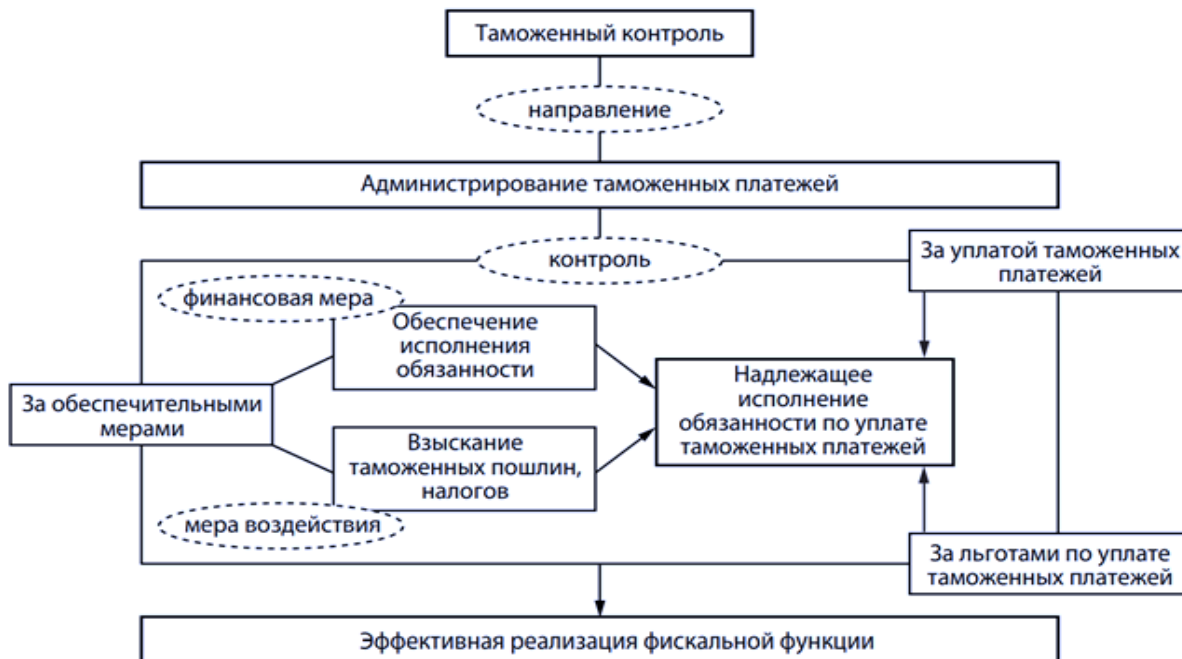 Таможенный контроль
направление
Администрирование таможенных платежей
контроль
За уплатой таможенных
платежей
финансовая мера
Обеспечение
исполнения
обязанности
Надлежащее
исполнение
обязанности по уплате
таможенных платежей
За обеспечительными
мерами
Взыскание
таможенных пошлин,
налогов
мера воздействия
За льготами по уплате
таможенных платежей
Эффективная реализация фискальной функции